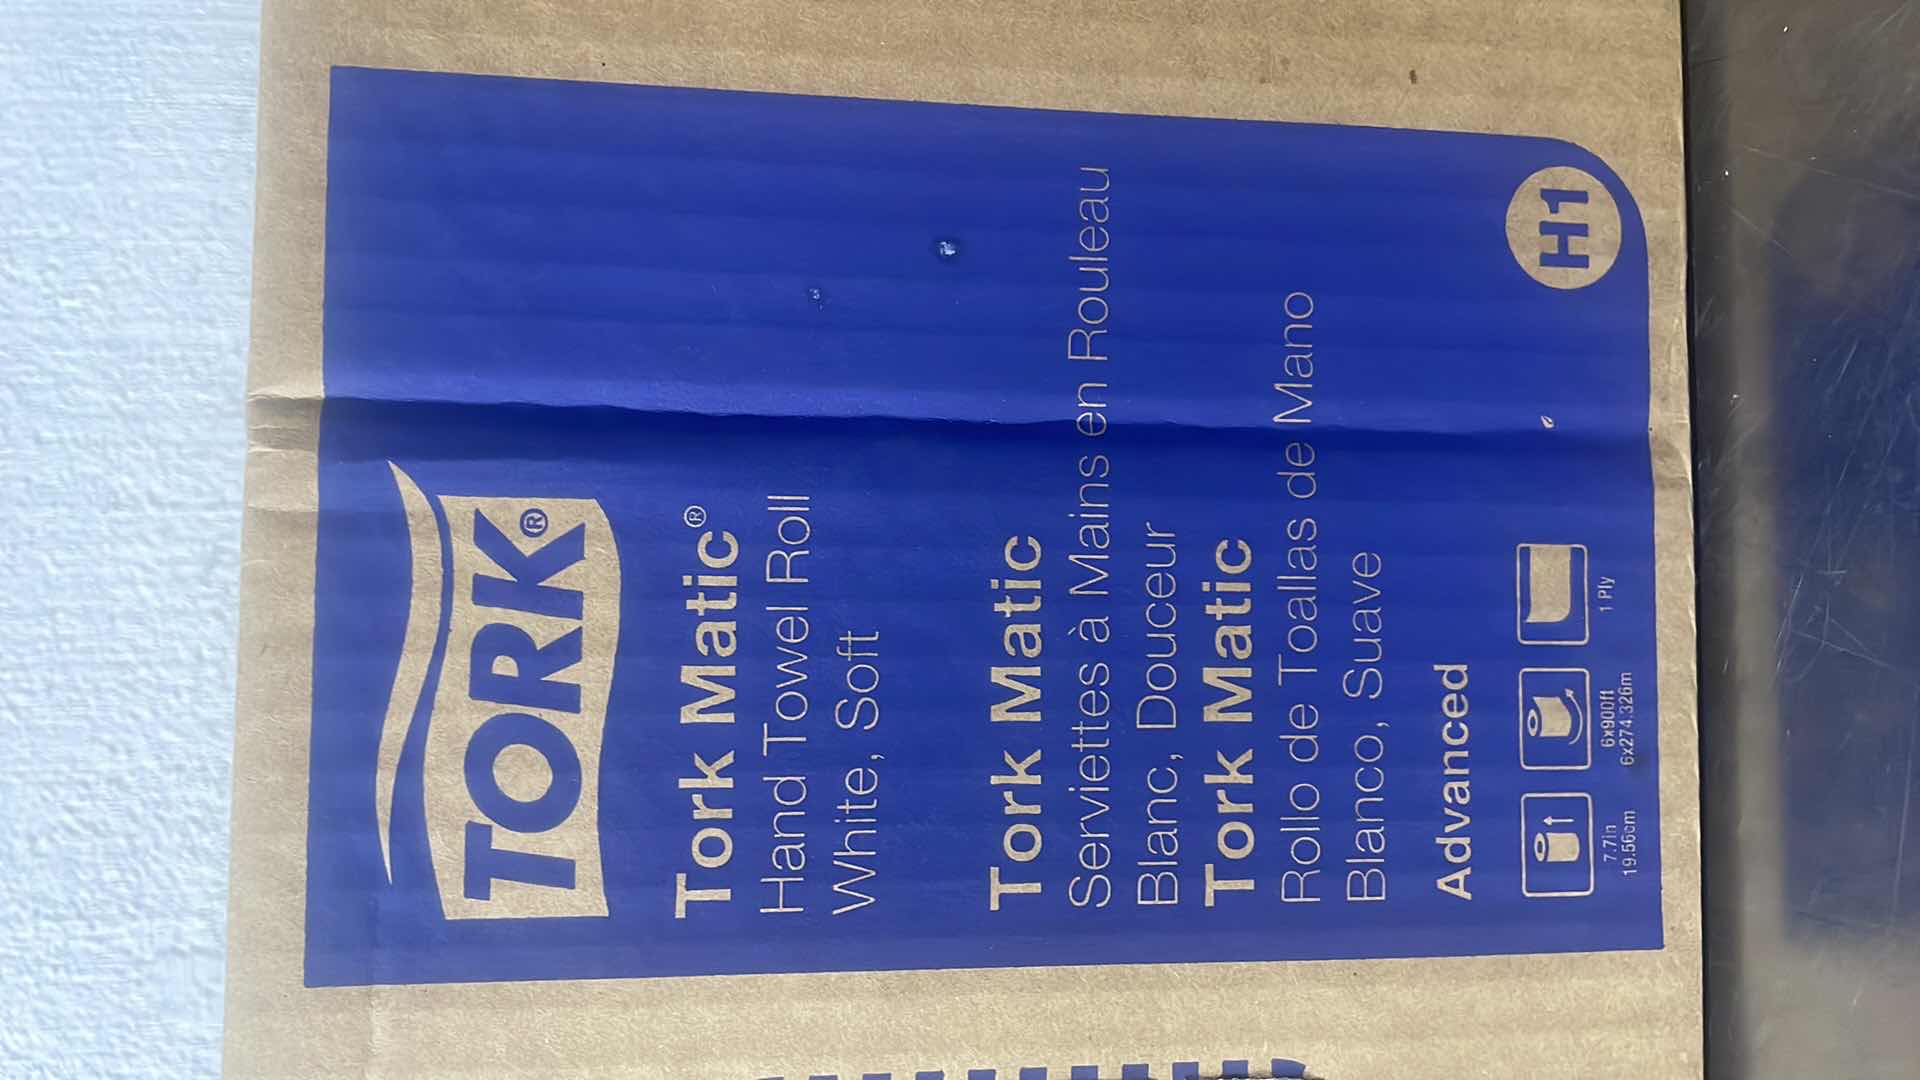 TORK®
Tork Matic®
Hand Towel Roll
White, Soft
Tork Matic
Serviettes à Mains en Rouleau
Blanc, Douceur
Tork Matic
Rollo de Toallas de Mano
Blanco, Suave
Advanced
7.7in
19.56cm
6x900ft
6x274.326m
1 Ply
H1